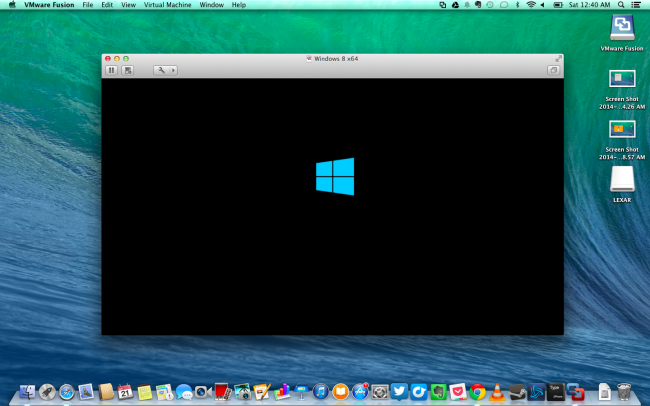 VMware Fusion File Edit View Virtual Machine Window Help Sat 12:40 AM
Windows 8 x64
VMware Fusion
Screen Shot
2014-...4.26 AM
Screen Shot
2014-...8.57 AM
LEXAR
21